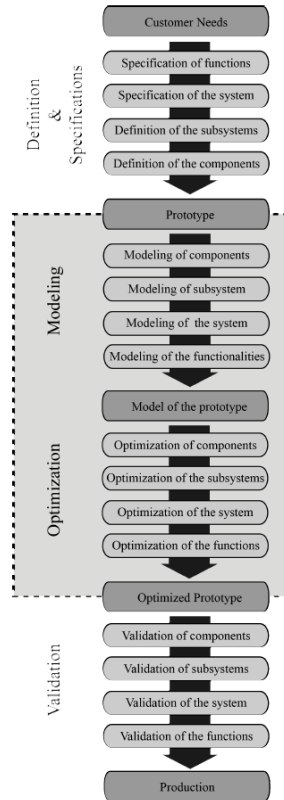 Customer Needs
Definition
&
Specifications
Specification of functions
Specification of the system
Definition of the subsystems
Definition of the components
Prototype
Modeling
Modeling of components
Modeling of subsystem
Modeling of the system
Modeling of the functionalities
Model of the prototype
Optimization
Optimization of components
Optimization of the subsystems
Optimization of the system
Optimization of the functions
Optimized Prototype
Validation
Validation of components
Validation of subsystems
Validation of the system
Validation of the functions
Production